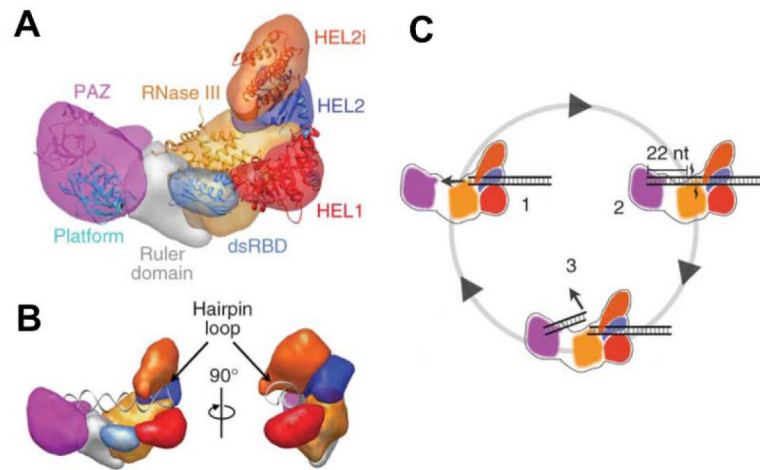 A
HEL2i
PAZ
RNase III
HEL2
Platform
HEL1
Ruler
domain
dsRBD
B
Hairpin
loop
90°
C
22 nt
1
2
3